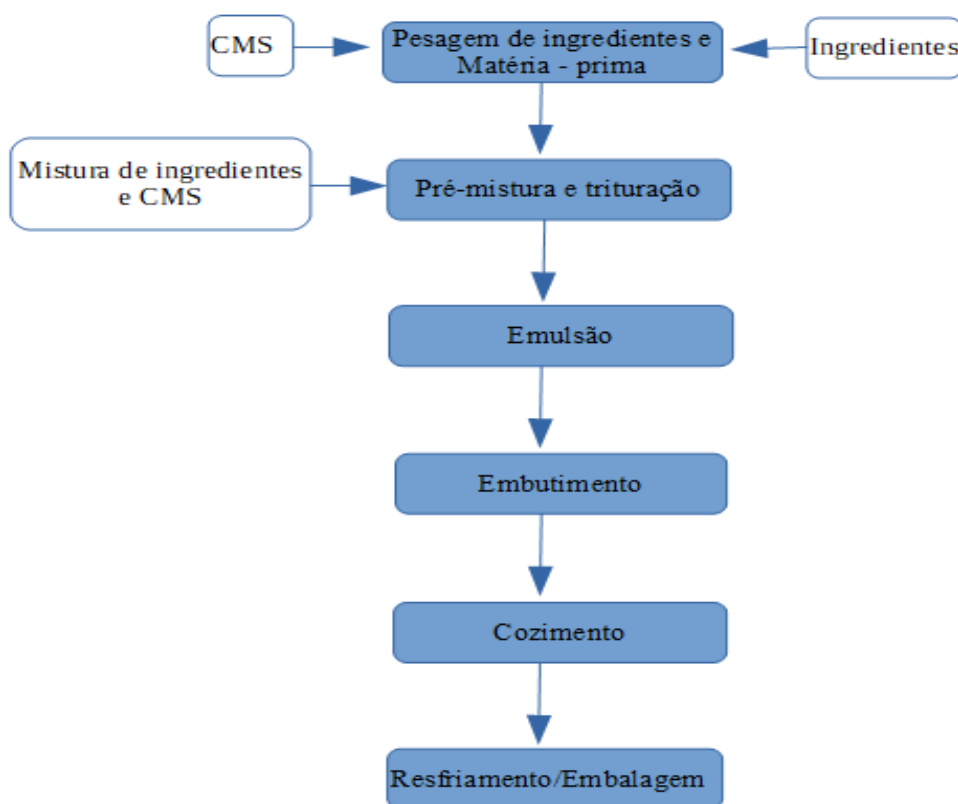 CMS
Pesagem de ingredientes e
Matéria - prima
Ingredientes
Mistura de ingredientes
e CMS
Pré-mistura e trituração
Emulsão
Embutimento
Cozimento
Resfriamento/Embalagem